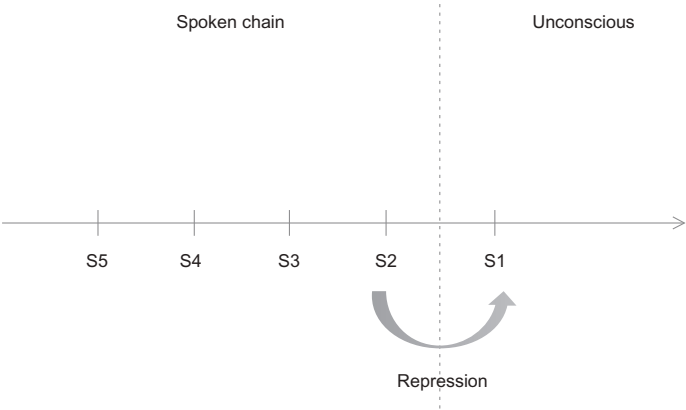 Spoken chain
Unconscious
S5 S4 S3 S2 S1
Repression